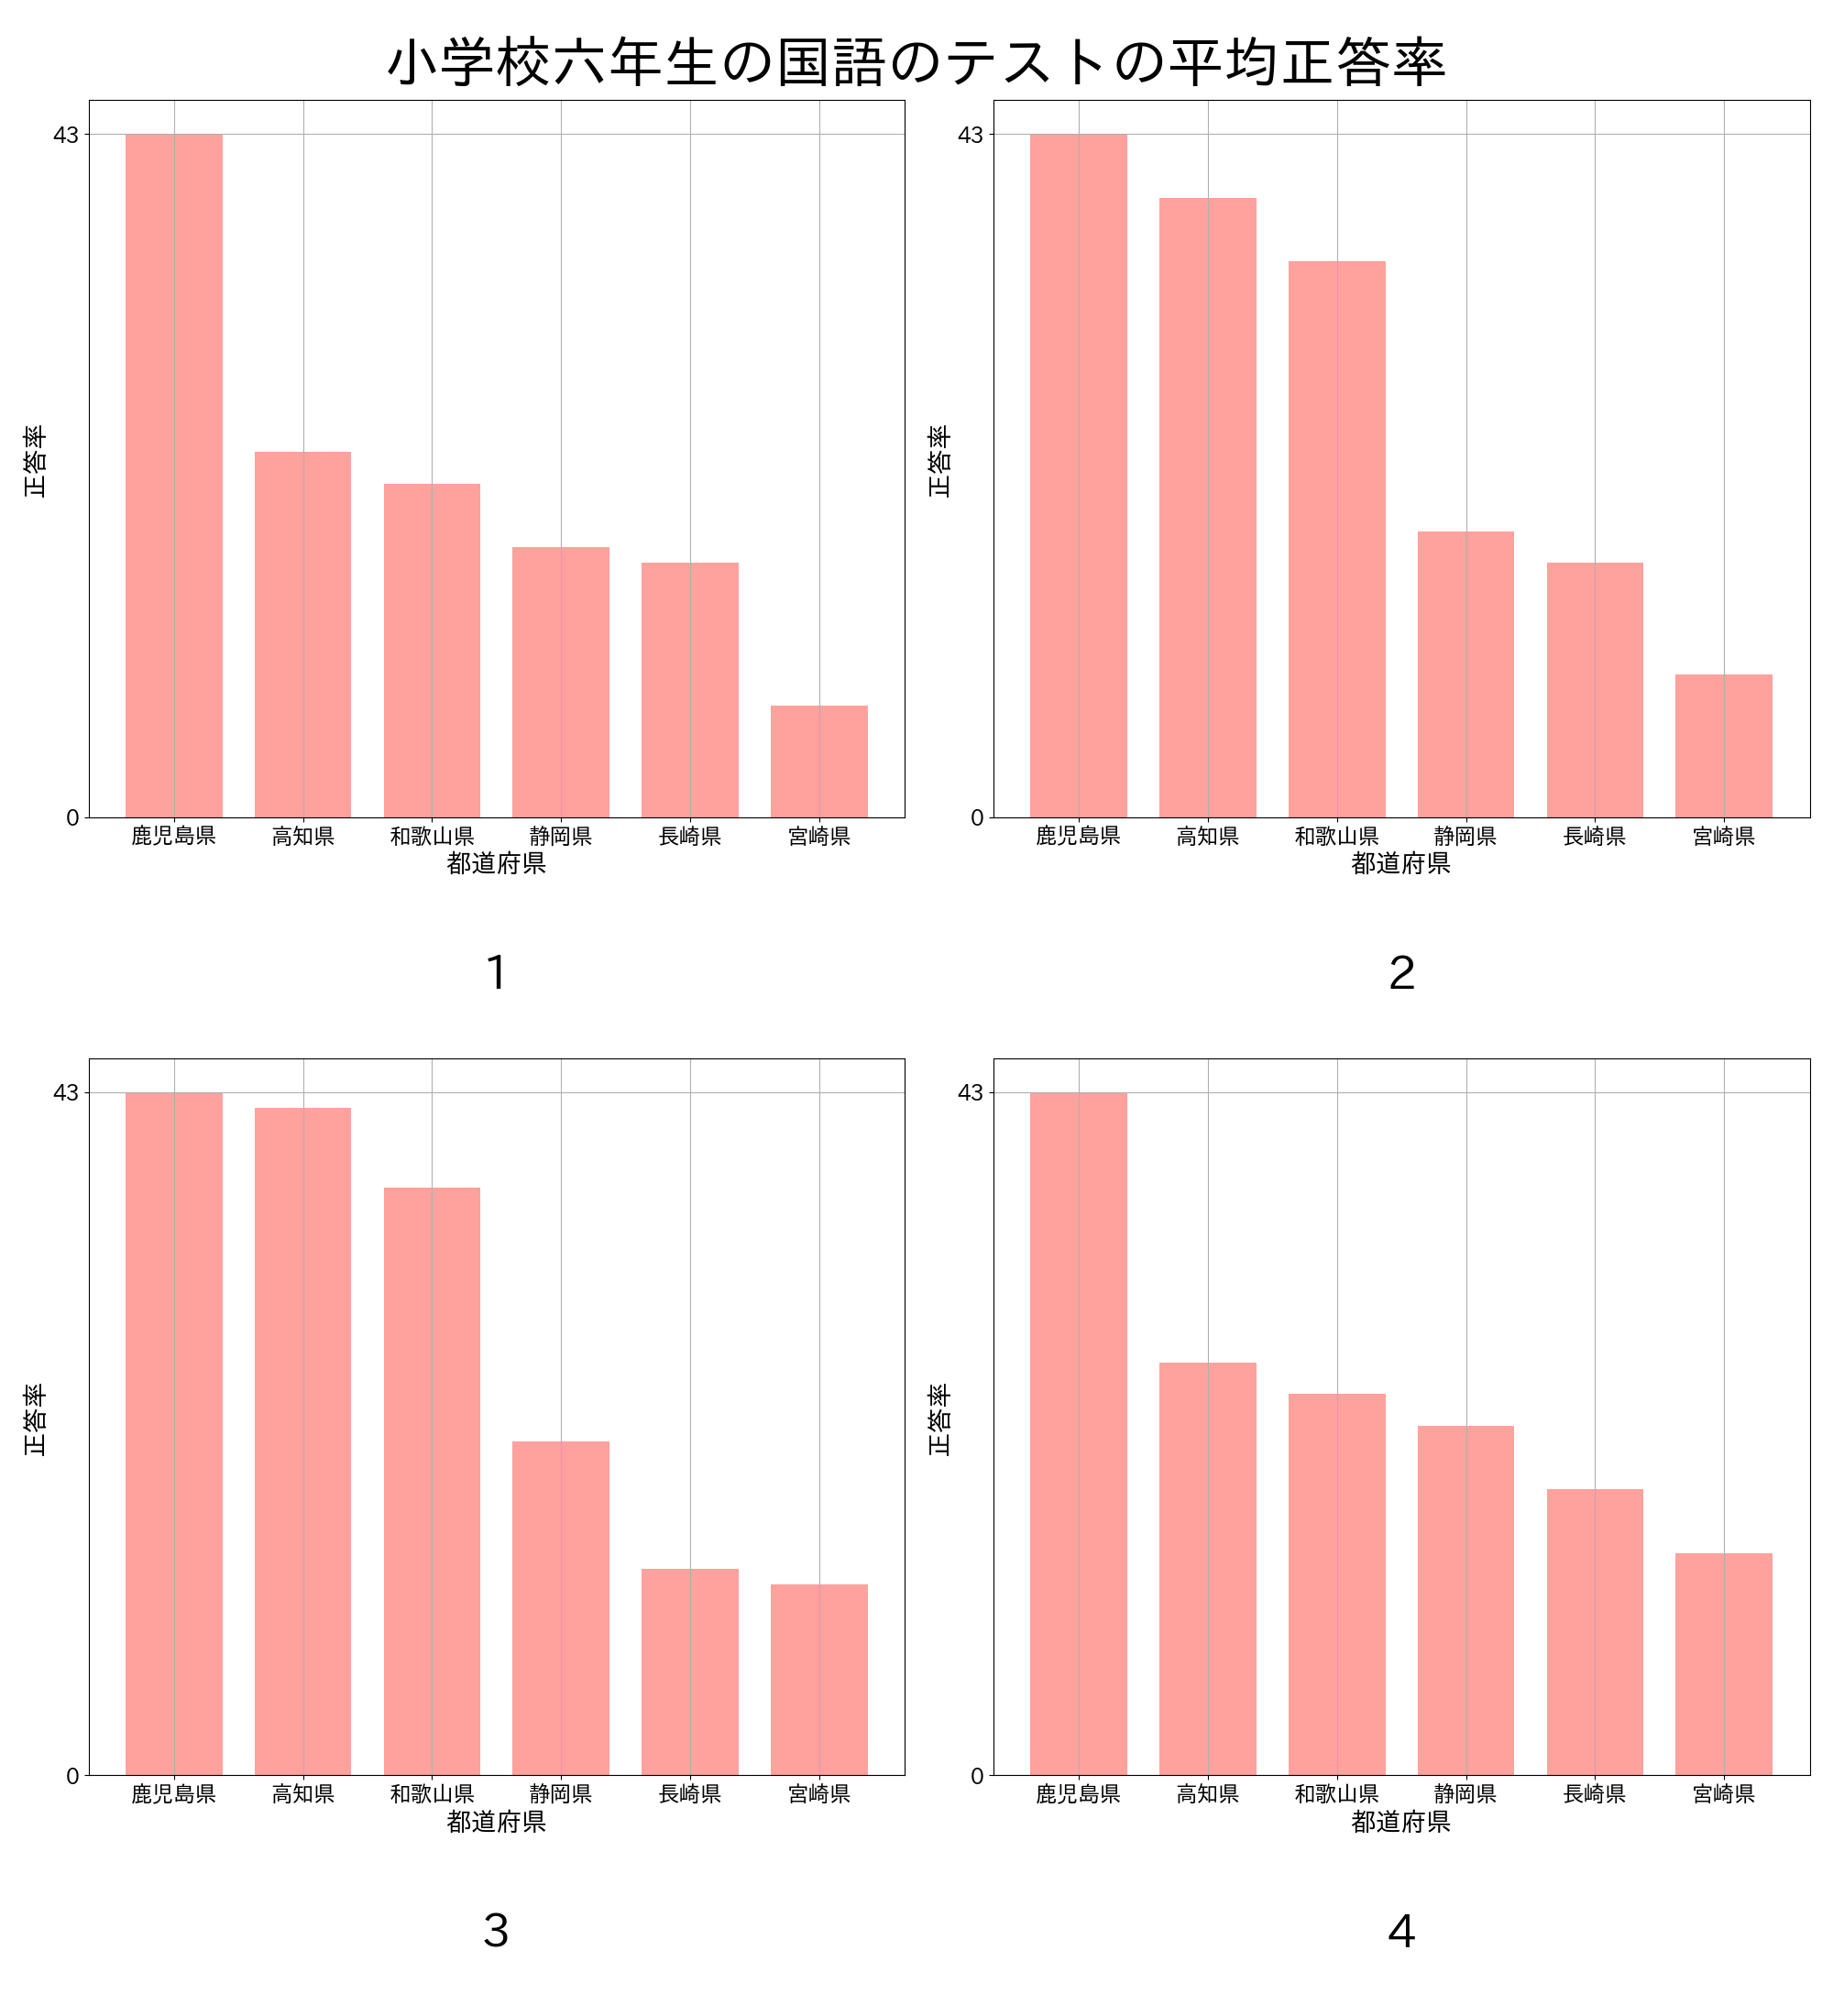 小学校六年生の国語のテストの平均正答率
43
0
正答率
鹿児島県 高知県 和歌山県 静岡県 長崎県 宮崎県
都道府県
1
43
0
正答率
鹿児島県 高知県 和歌山県 静岡県 長崎県 宮崎県
都道府県
2
43
0
正答率
鹿児島県 高知県 和歌山県 静岡県 長崎県 宮崎県
都道府県
3
43
0
正答率
鹿児島県 高知県 和歌山県 静岡県 長崎県 宮崎県
都道府県
4